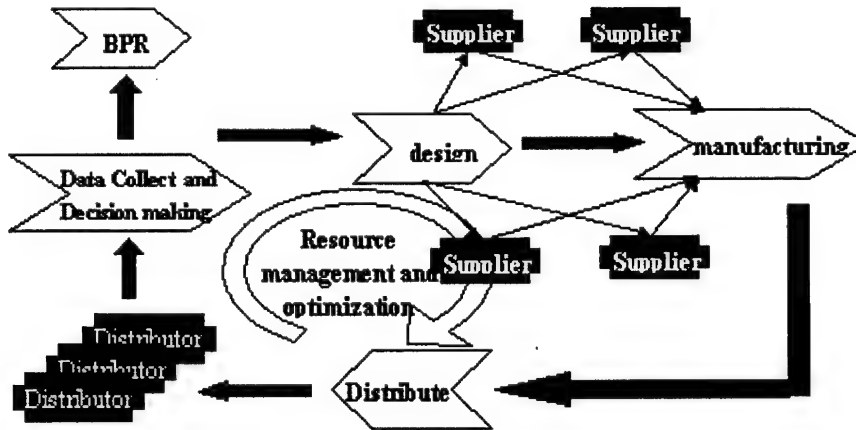 Supplier
Supplier
BPR
design
manufacturing
Data Collect and
Decision making
Resource
management and
optimization
Supplier
Supplier
Distributor
Distributor
Distributor
Distribute